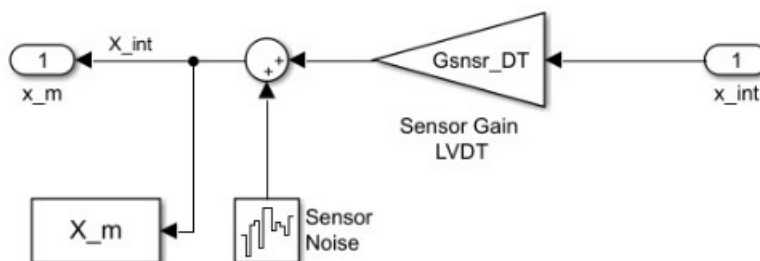 X_int
1
x_m
+
+
Gsnsr_DT
1
x_int
Sensor Gain
LVDT
X_m
Sensor
Noise